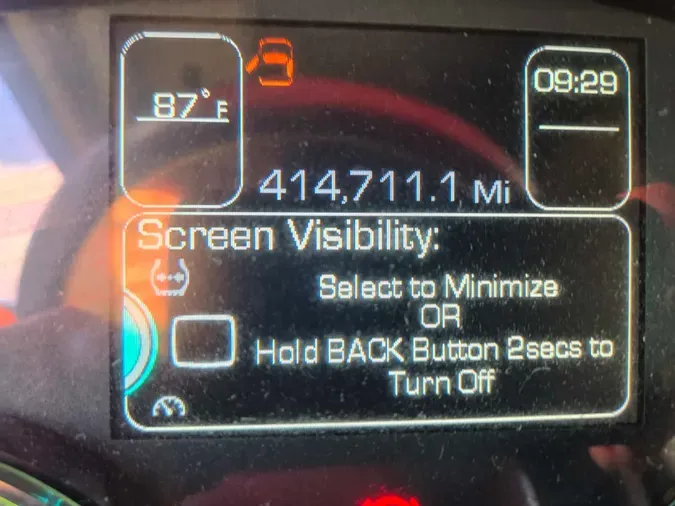 87°F
09:29
414,711.1 Mi
Screen Visibility:
Select to Minimize
OR
Hold BACK Button 2secs to
Turn Off